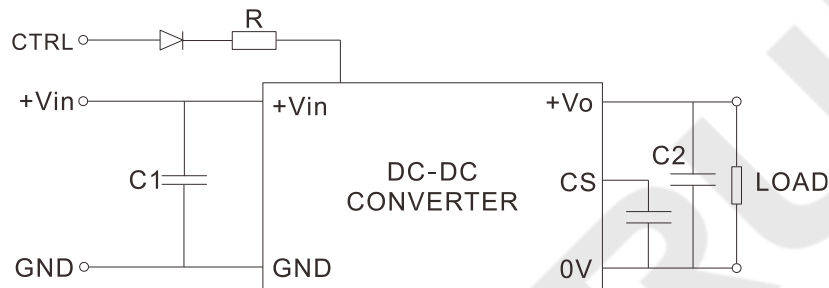 R
CTRL
+Vin
+Vin
+Vo
C1
DC-DC
CONVERTER
CS
C2
LOAD
GND
GND
0V